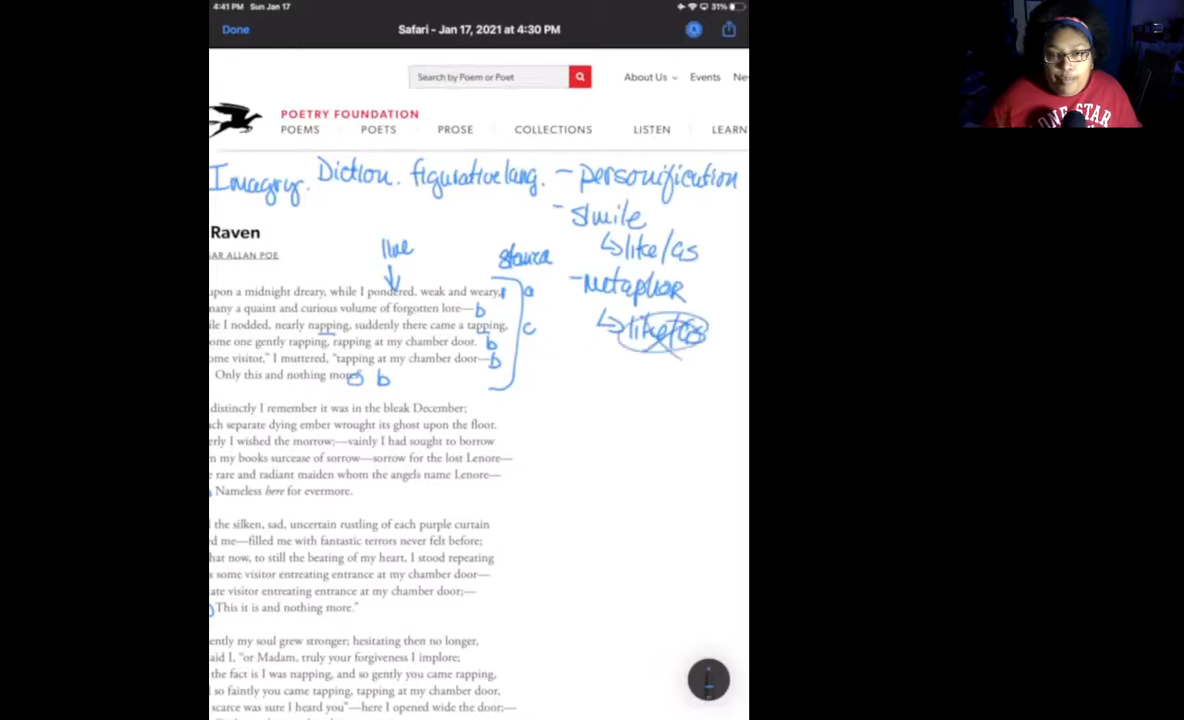 4:41 PM Sun Jan 17
31%
Done
Safari - Jan 17, 2021 at 4:30 PM
Search by Poem or Poet
About Us
Events
Ne
POETRY FOUNDATION
POEMS
POETS
PROSE
COLLECTIONS
LISTEN
LEARN
Imagry. Diction. figurative lang. - personification
- simile
↳ like/as
- metaphor
↳ like/as
Raven
AR ALLAN POE
line
stanza
upon a midnight dreary, while I pondered, weak and weary, a
many a quaint and curious volume of forgotten lore— b
ile I nodded, nearly napping, suddenly there came a tapping, c
ome one gently rapping, rapping at my chamber door. b
ome visitor," I muttered, "tapping at my chamber door— b
Only this and nothing more b
distinctly I remember it was in the bleak December;
ch separate dying ember wrought its ghost upon the floor.
erly I wished the morrow;—vainly I had sought to borrow
m my books surcease of sorrow—sorrow for the lost Lenore—
e rare and radiant maiden whom the angels name Lenore—
Nameless here for evermore.
d the silken, sad, uncertain rustling of each purple curtain
d me—filled me with fantastic terrors never felt before;
hat now, to still the beating of my heart, I stood repeating
s some visitor entreating entrance at my chamber door—
ate visitor entreating entrance at my chamber door;—
This it is and nothing more."
ently my soul grew stronger; hesitating then no longer,
aid I, "or Madam, truly your forgiveness I implore;
the fact is I was napping, and so gently you came rapping,
so faintly you came tapping, tapping at my chamber door,
scarce was sure I heard you"—here I opened wide the door;—
LONE STAR